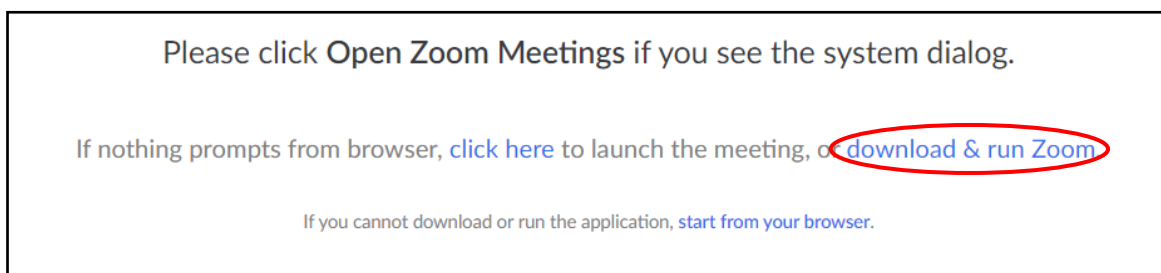 Please click Open Zoom Meetings if you see the system dialog.
If nothing prompts from browser, click here to launch the meeting, or download & run Zoom
If you cannot download or run the application, start from your browser.